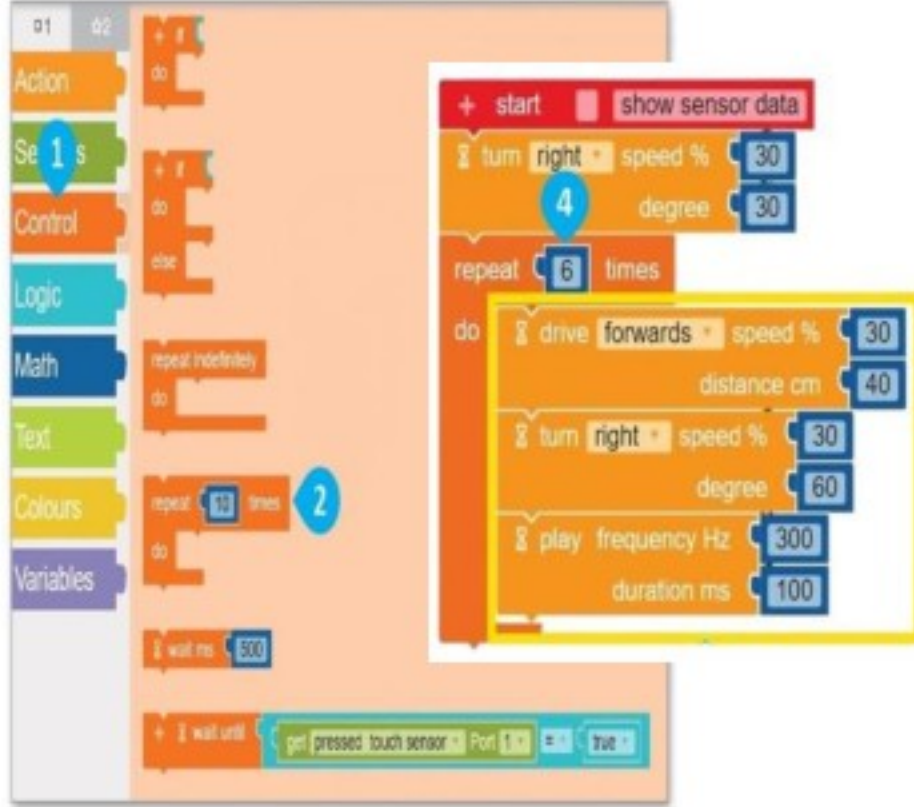 1 2
Action
Se s
1
Control
Logic
Math
Text
Colours
Variables
+ if
do
+ if
do
else
repeat indefinitely
do
repeat 10 times
2
do
wait ms 500
+ wait until get pressed touch sensor Port 1 = true
+ start show sensor data
turn right speed % 30
4
degree 30
repeat 6 times
do
drive forwards speed % 30
distance cm 40
turn right speed % 30
degree 60
play frequency Hz 300
duration ms 100